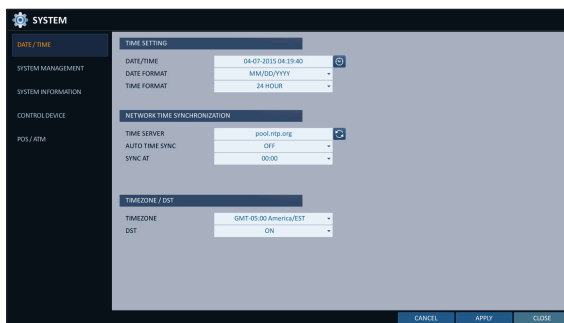 SYSTEM
DATE / TIME
SYSTEM MANAGEMENT
SYSTEM INFORMATION
CONTROL DEVICE
POS / ATM
TIME SETTING
DATE/TIME 04-07-2015 04:19:40
DATE FORMAT MM/DD/YYYY
TIME FORMAT 24 HOUR
NETWORK TIME SYNCHRONIZATION
TIME SERVER pool.ntp.org
AUTO TIME SYNC OFF
SYNC AT 00:00
TIMEZONE / DST
TIMEZONE GMT-05:00 America/EST
DST ON
CANCEL APPLY CLOSE